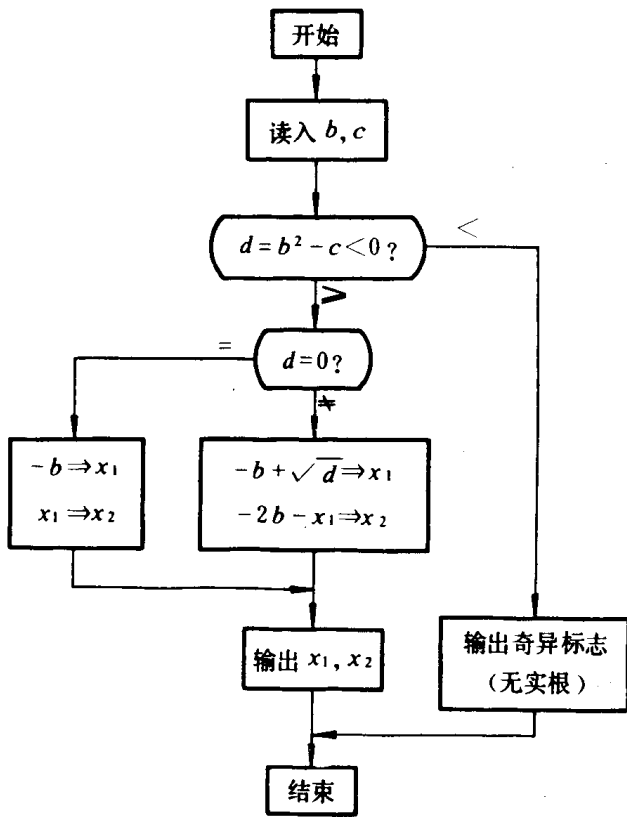 开始
读入 b, c
d=b²-c<0?
<
≥
d=0?
=
≠
-b⇒x₁
x₁⇒x₂
-b+√d⇒x₁
-2b-x₁⇒x₂
输出 x₁, x₂
输出奇异标志
(无实根)
结束